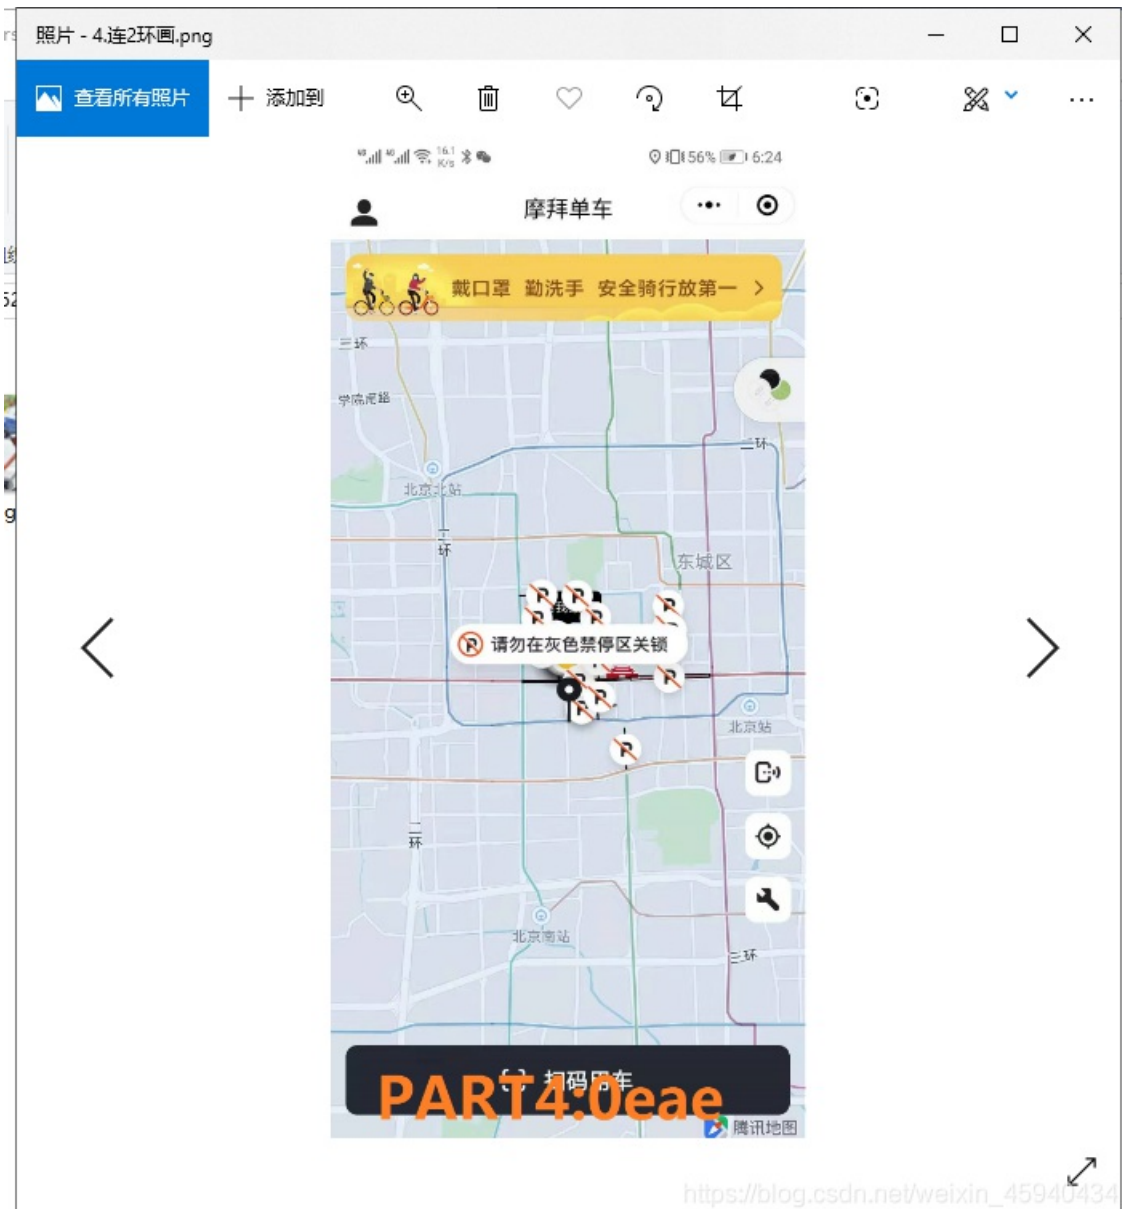 照片 - 4.连2环画.png
查看所有照片
添加到
16.1 K/s
56%
6:24
摩拜单车
戴口罩 勤洗手 安全骑行放第一
三环
学院南路
二环
北京北站
二环
东城区
请勿在灰色禁停区关锁
北京站
二环
北京南站
三环
扫码用车
PART4:0eae
腾讯地图
https://blog.csdn.net/weixin_45940434